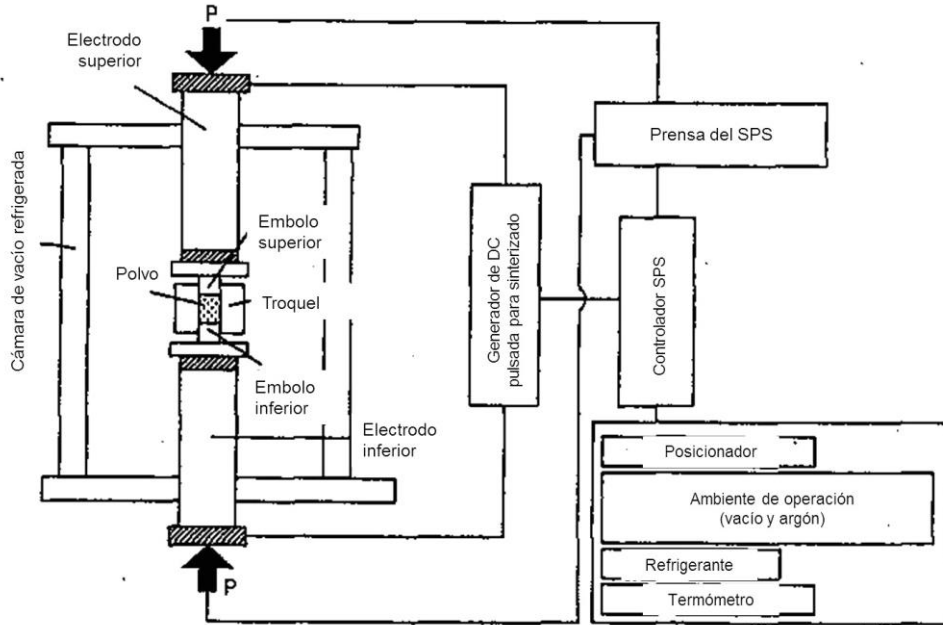 P
Electrodo
superior
Prensa del SPS
Cámara de vacío refrigerada
Embolo
superior
Polvo
Troquel
Generador de DC
pulsada para sinterizado
Controlador SPS
Embolo
inferior
Electrodo
inferior
Posicionador
Ambiente de operación
(vacío y argón)
Refrigerante
Termómetro
P